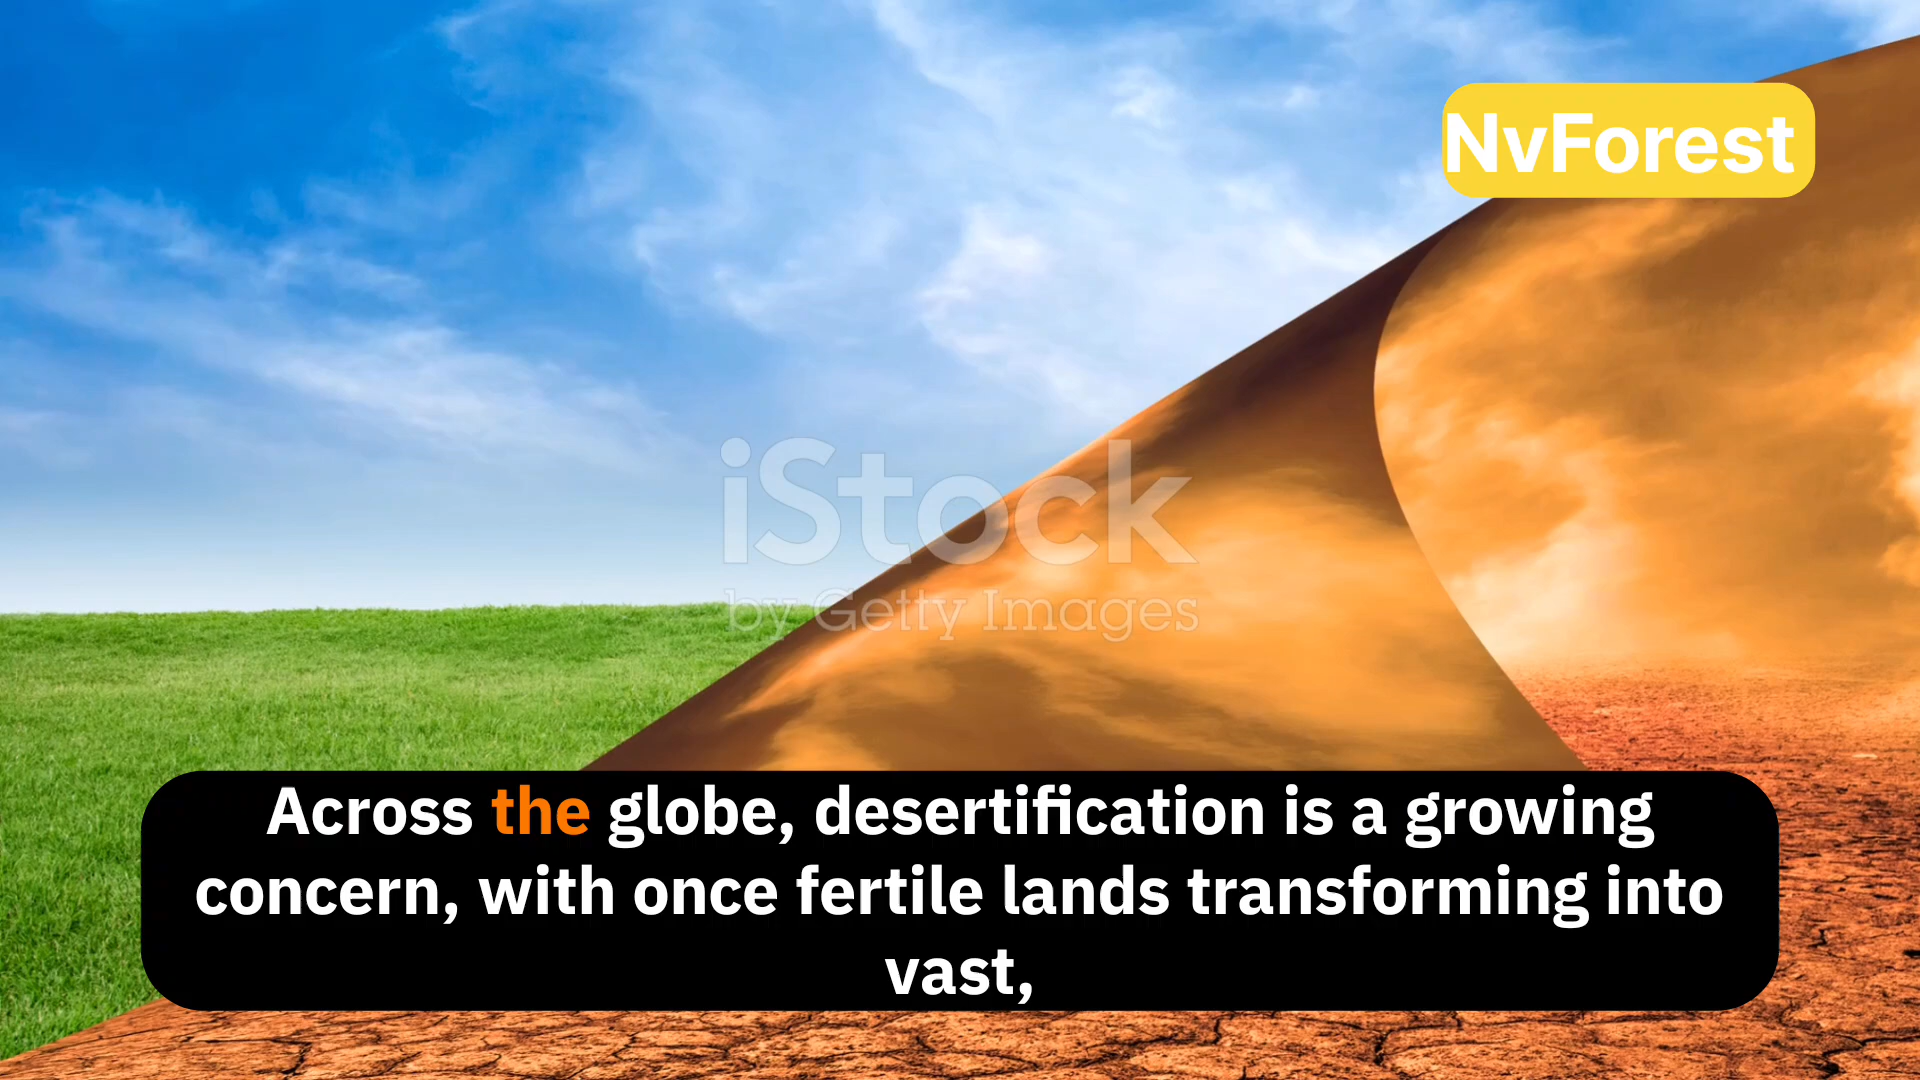 NvForest
iStock
by Getty Images
Across the globe, desertification is a growing
concern, with once fertile lands transforming into
vast,